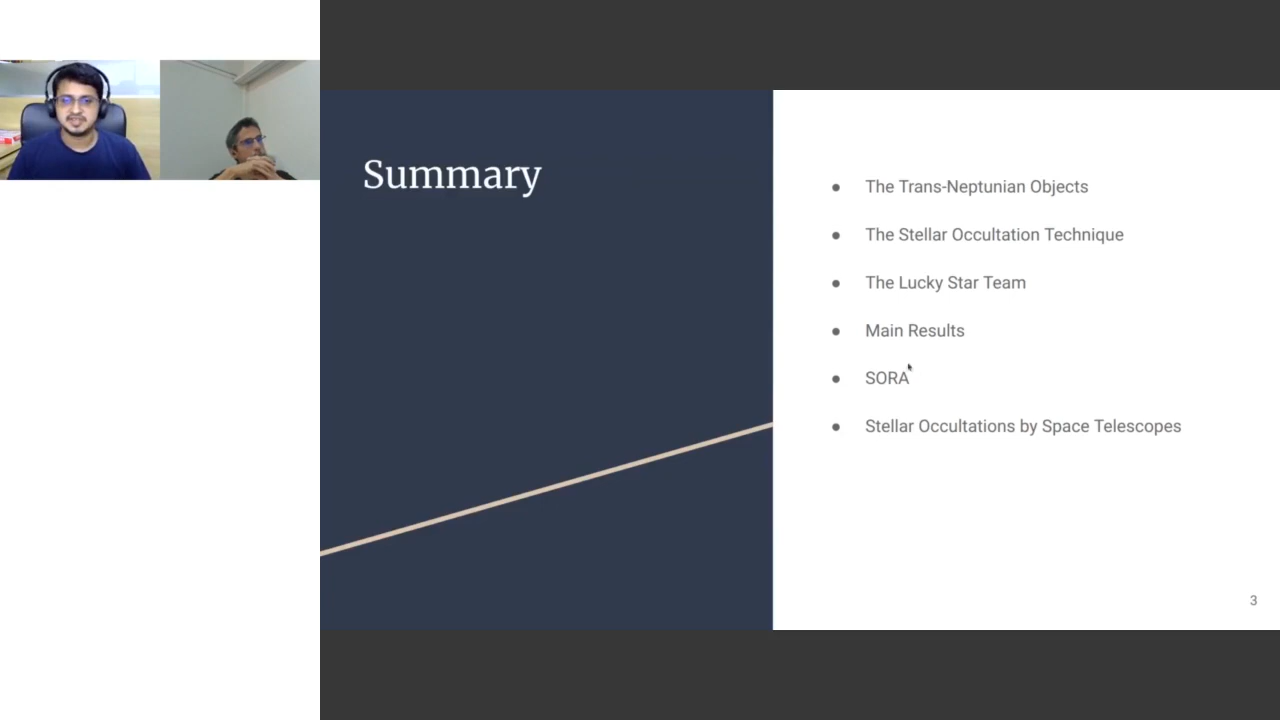 Summary
● The Trans-Neptunian Objects
● The Stellar Occultation Technique
● The Lucky Star Team
● Main Results
● SORA
● Stellar Occultations by Space Telescopes
3